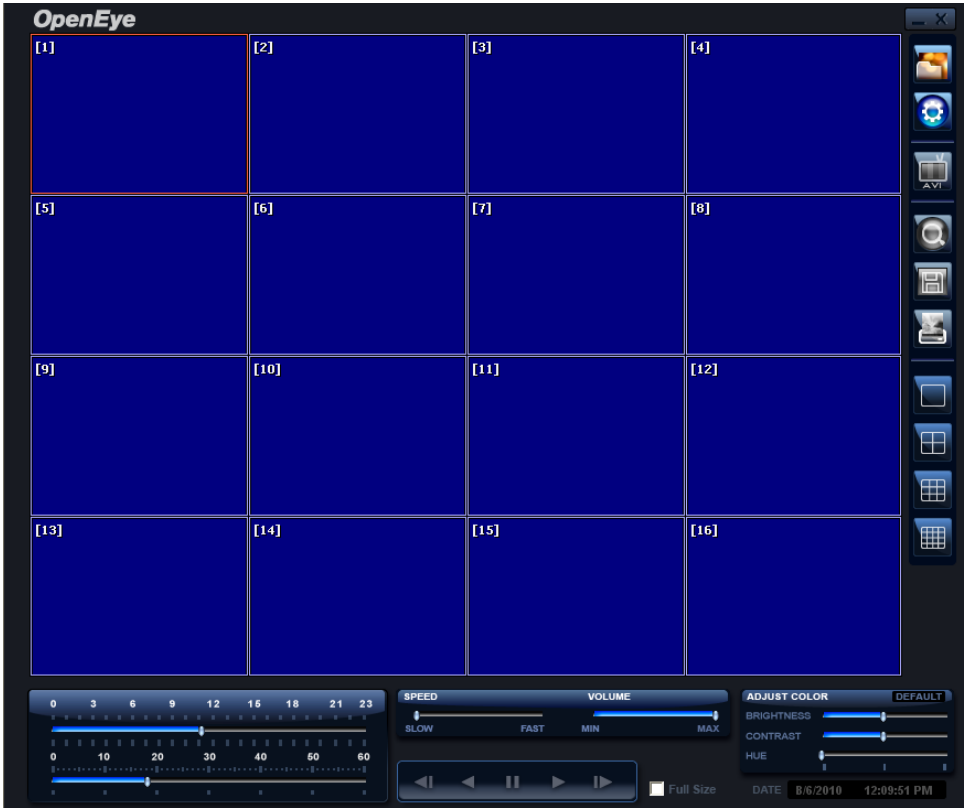 OpenEye
[1] [2] [3] [4]
AVI
[5] [6] [7] [8]
[9] [10] [11] [12]
[13] [14] [15] [16]
0 3 6 9 12 15 18 21 23
0 10 20 30 40 50 60
SPEED VOLUME
SLOW FAST MIN MAX
Full Size
ADJUST COLOR DEFAULT
BRIGHTNESS
CONTRAST
HUE
DATE 8/6/2010 12:09:51 PM